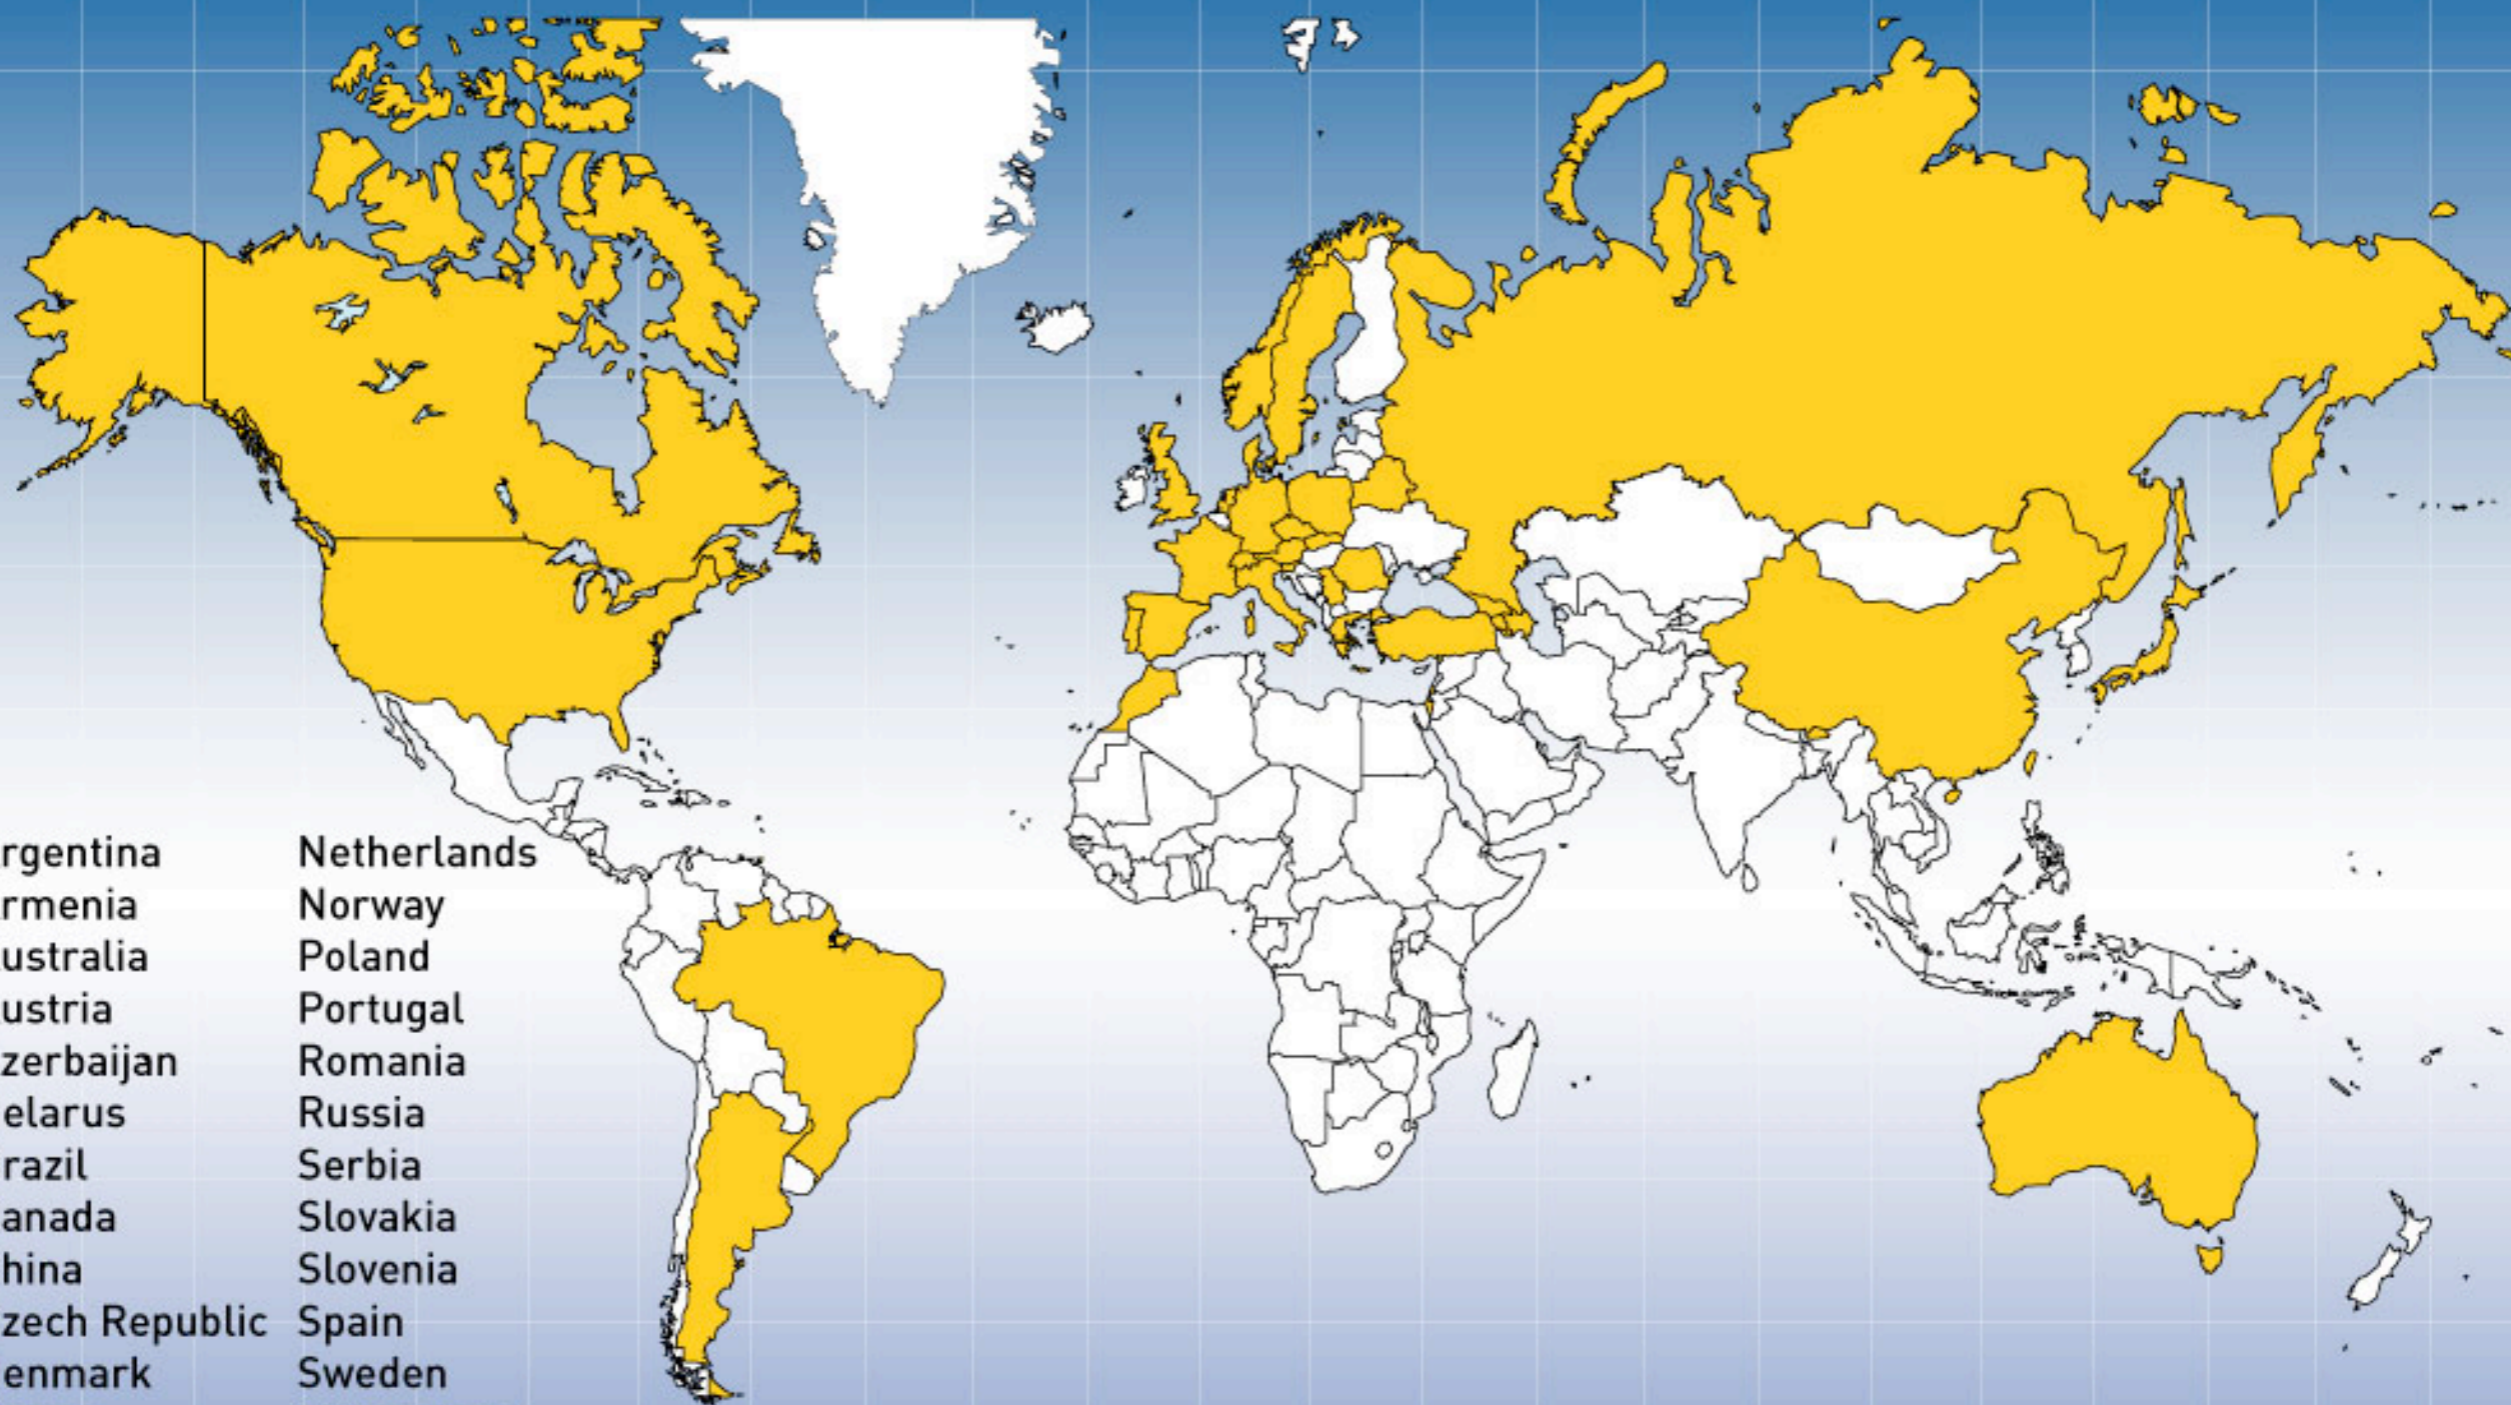 rgentina
rmenia
ustralia
ustria
zerbaijan
elarus
razil
anada
hina
zech Republic
enmark
Netherlands
Norway
Poland
Portugal
Romania
Russia
Serbia
Slovakia
Slovenia
Spain
Sweden